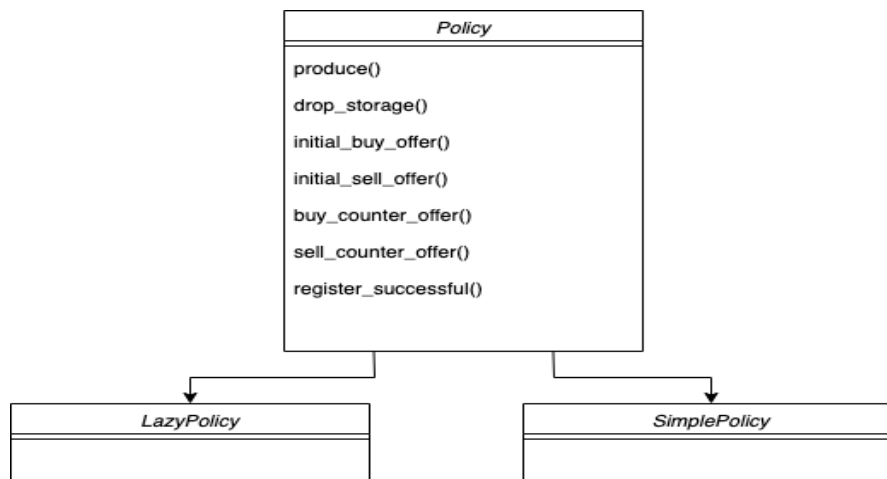 Policy
produce()
drop_storage()
initial_buy_offer()
initial_sell_offer()
buy_counter_offer()
sell_counter_offer()
register_successful()
LazyPolicy
SimplePolicy